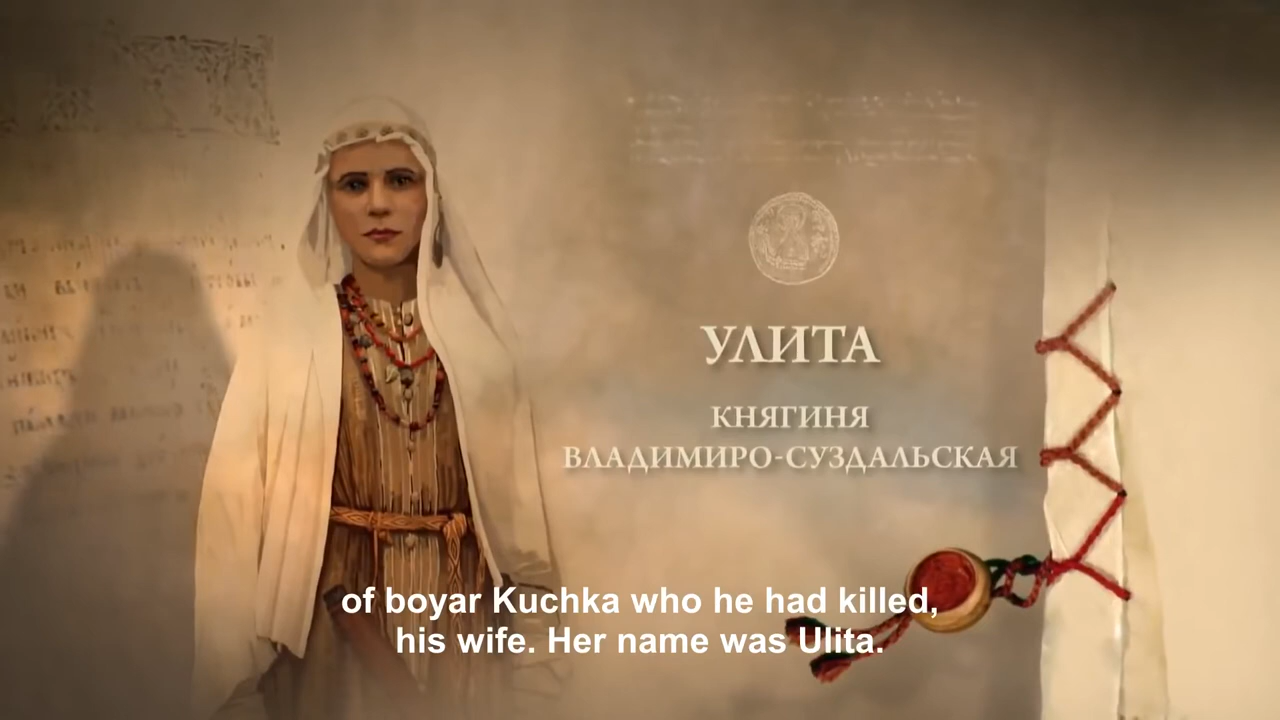 УЛИТА
КНЯГИНЯ
ВЛАДИМИРО-СУЗДАЛЬСКАЯ
of boyar Kuchka who he had killed,
his wife. Her name was Ulita.